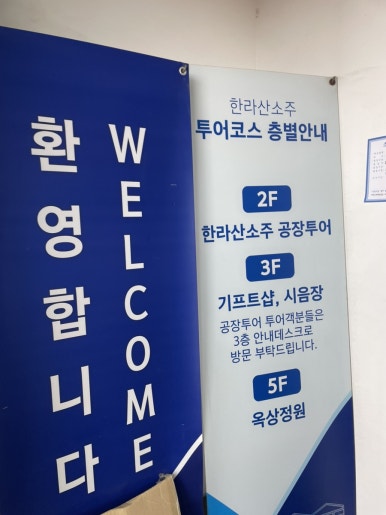 환영합니다
WELCOME
한라산소주
투어코스 층별안내
2F
한라산소주 공장투어
3F
기프트샵, 시음장
공장투어 투어객분들은
3층 안내데스크로
방문 부탁드립니다.
5F
옥상정원